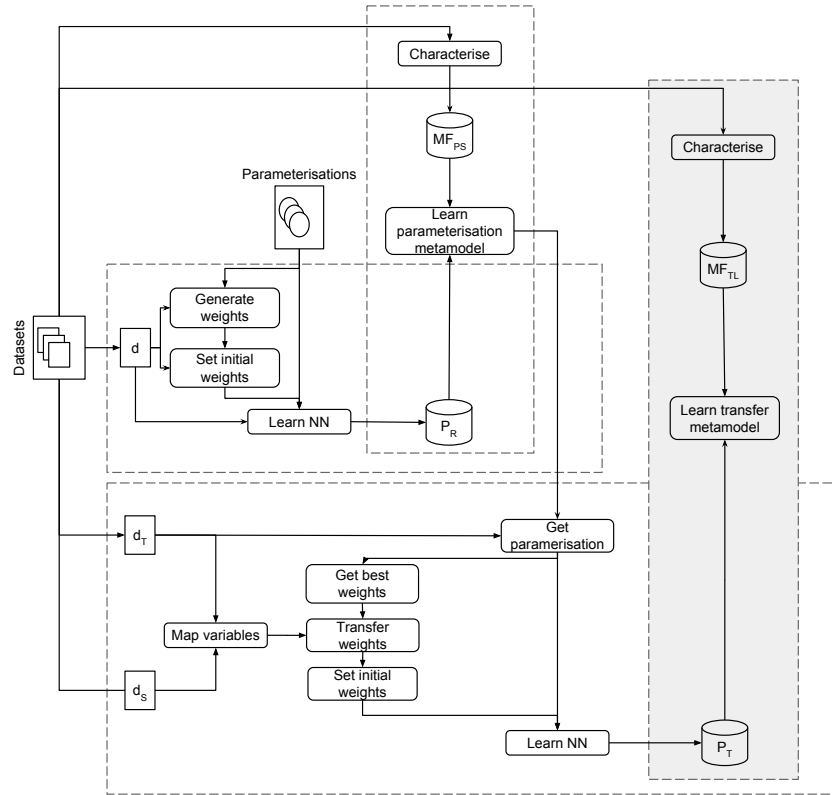 Characterise
MF_PS
Characterise
Parameterisations
Learn
parameterisation
metamodel
MF_TL
Generate
weights
Datasets
d
Set initial
weights
Learn NN
P_R
Learn transfer
metamodel
d_T
Get
paramerisation
Get best
weights
Map variables
Transfer
weights
d_S
Set initial
weights
Learn NN
P_T